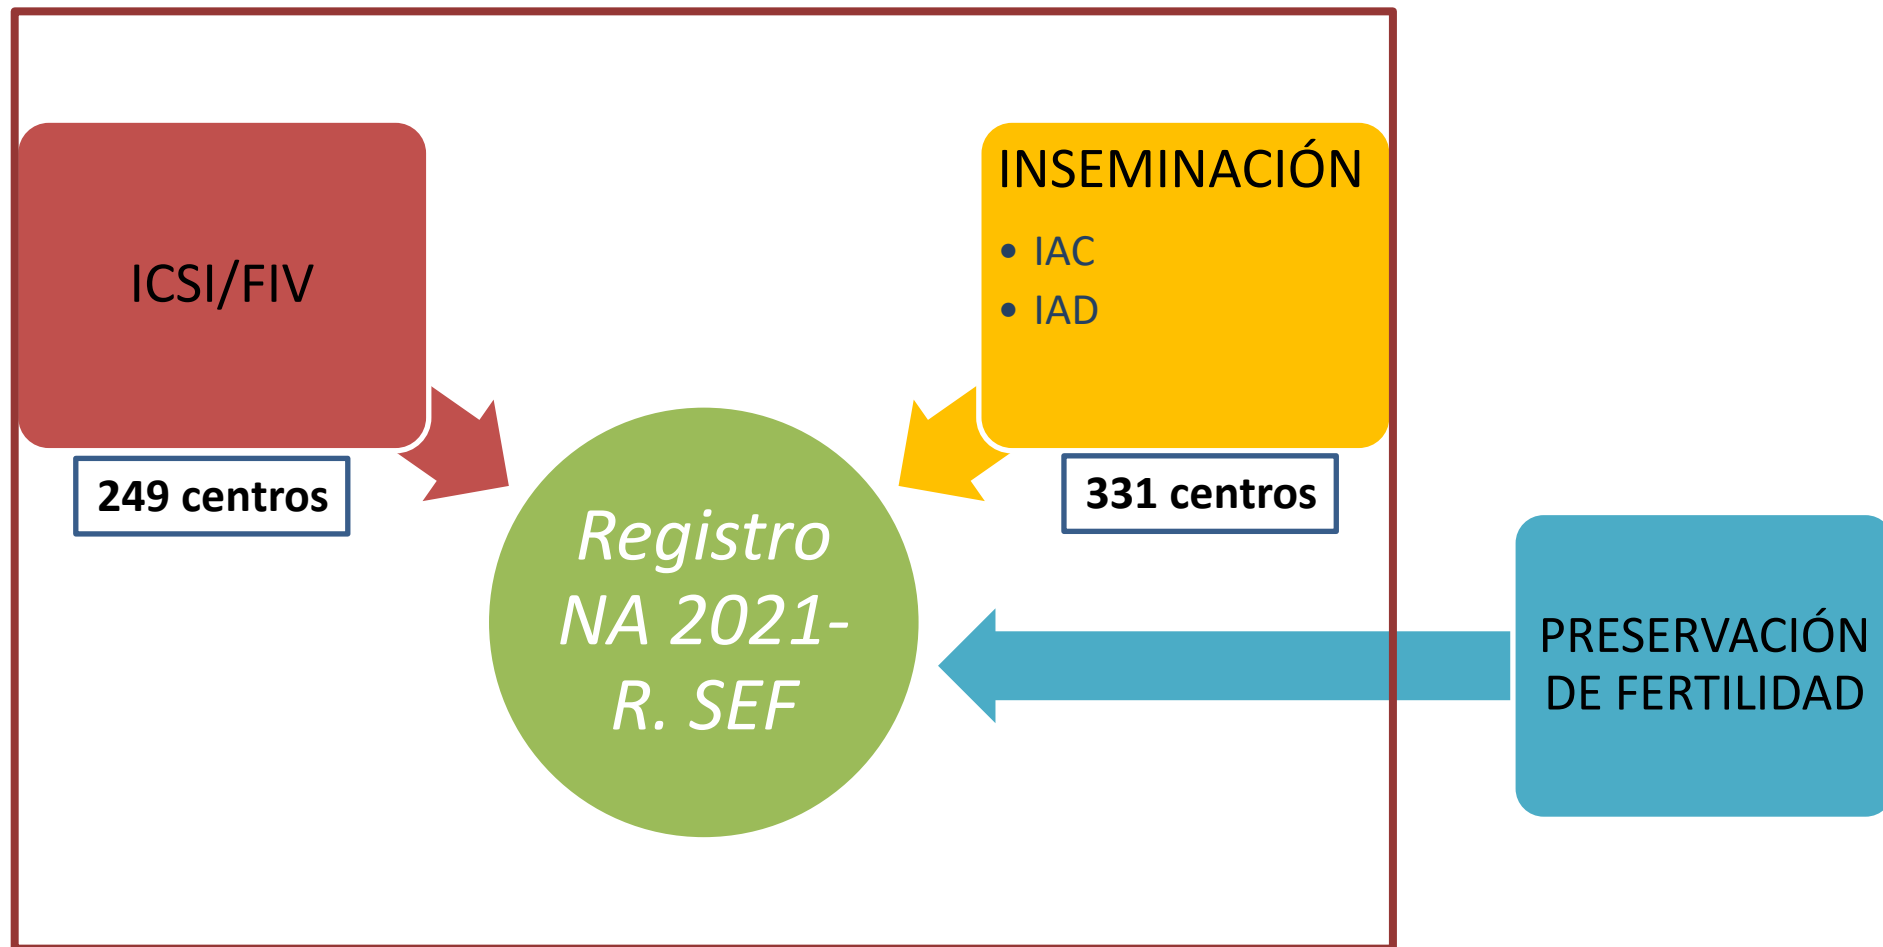 ICSI/FIV
249 centros
INSEMINACIÓN
• IAC
• IAD
331 centros
Registro
NA 2021-
R. SEF
PRESERVACIÓN
DE FERTILIDAD